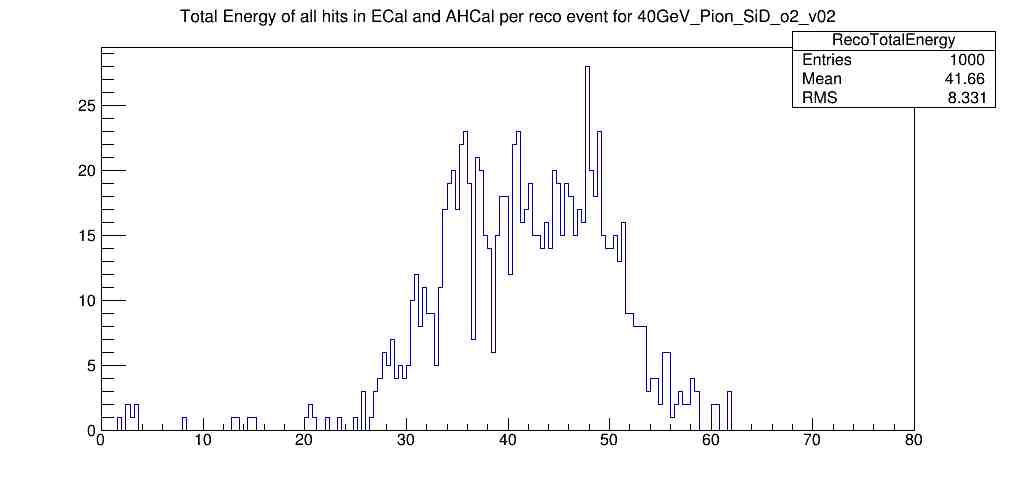 Total Energy of all hits in ECal and AHCal per reco event for 40GeV_Pion_SiD_o2_v02
RecoTotalEnergy
Entries 1000
Mean 41.66
RMS 8.331
25
20
15
10
5
0
0 10 20 30 40 50 60 70 80